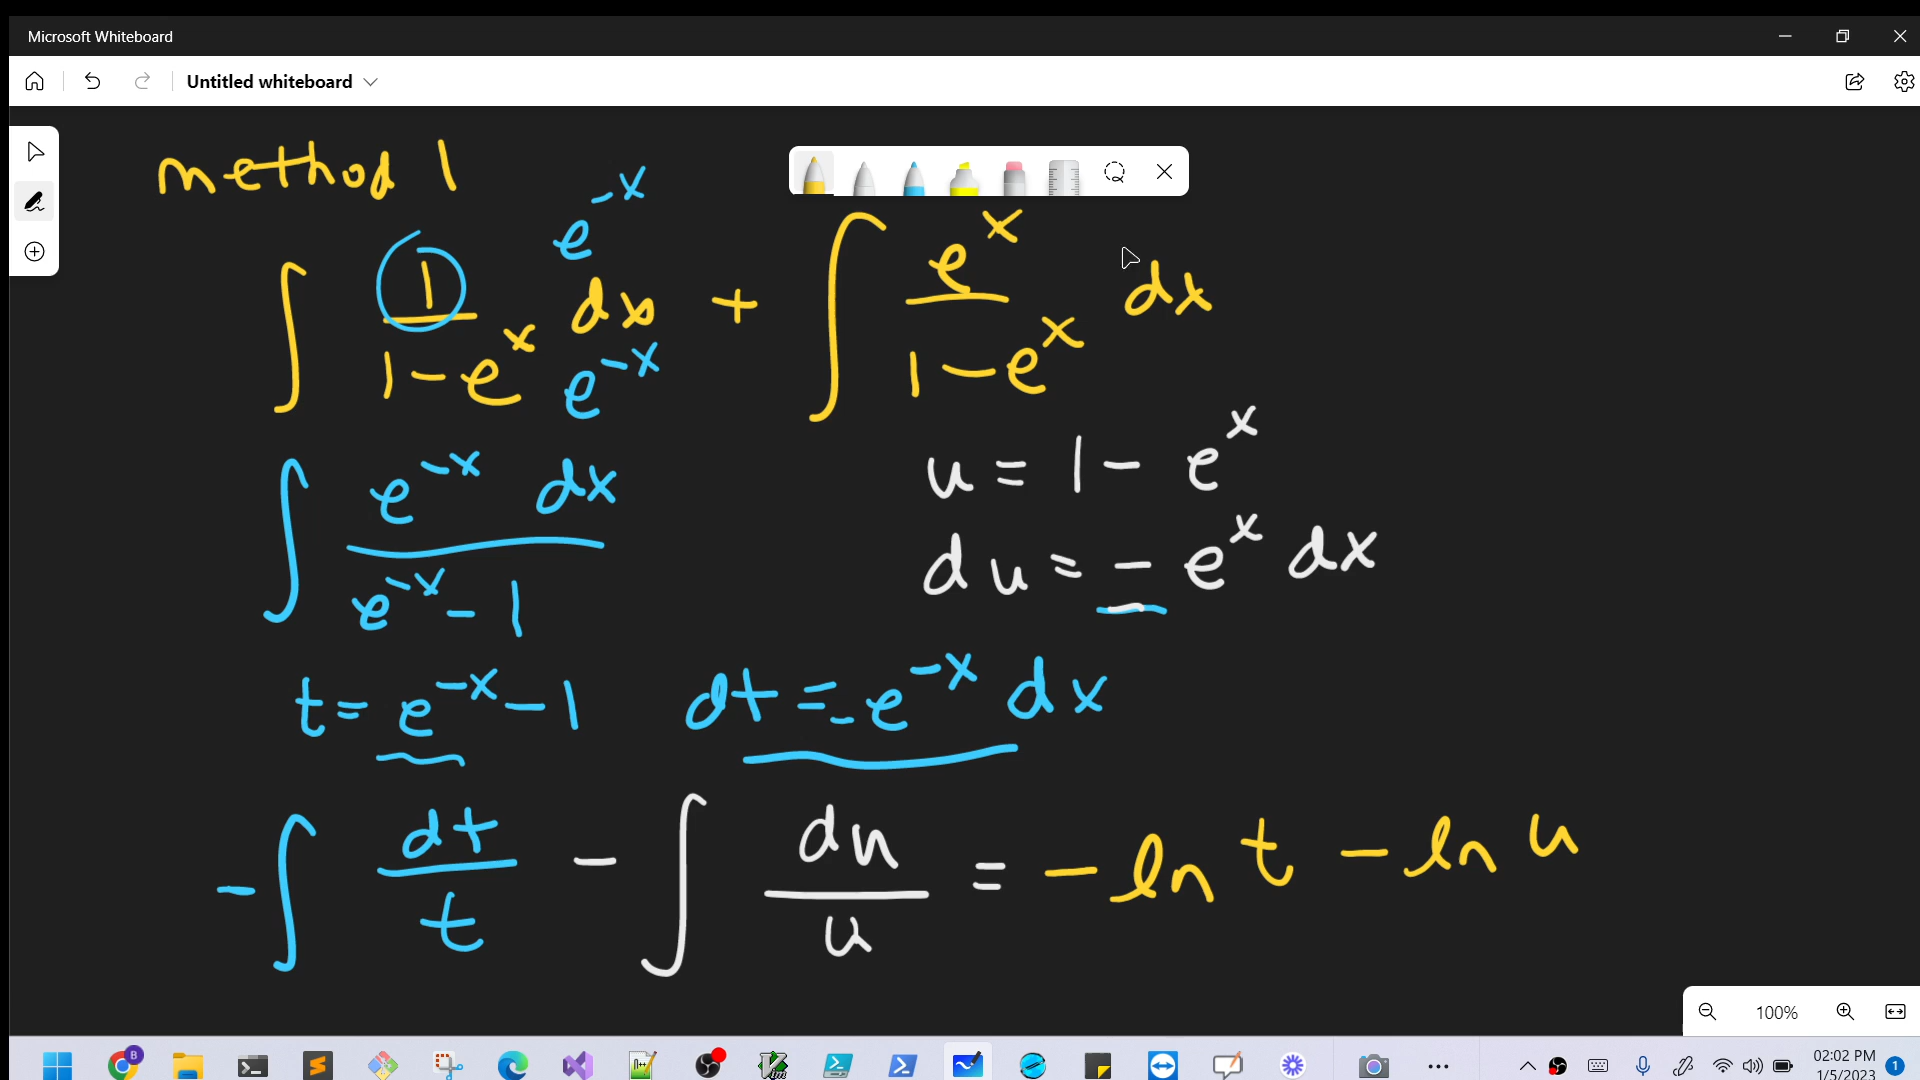 Microsoft Whiteboard
Untitled whiteboard
method 1
∫ 1/(1-e^x) e^-x/e^-x dx + ∫ e^x/(1-e^x) dx
u = 1 - e^x
∫ e^-x dx/(e^-x - 1)
du = - e^x dx
t = e^-x - 1 dt = -e^-x dx
-∫ dt/t - ∫ du/u = - ln t - ln u
100%
B
02:02 PM
1/5/2023
1